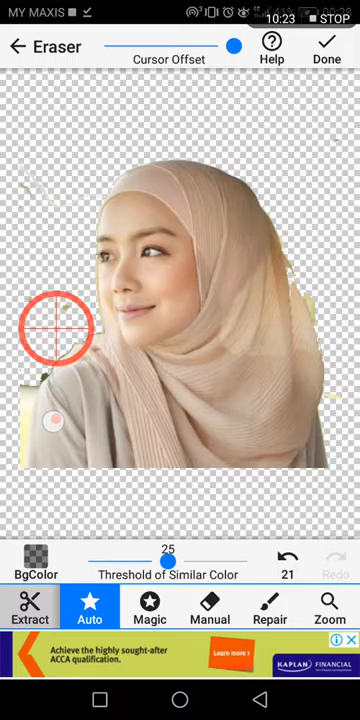 MY MAXIS
10:23
STOP
Eraser
Cursor Offset
Help
Done
25
BgColor
Threshold of Similar Color
21
Redo
Extract
Auto
Magic
Manual
Repair
Zoom
Achieve the highly sought-after
ACCA qualification.
Learn more ›
KAPLAN FINANCIAL